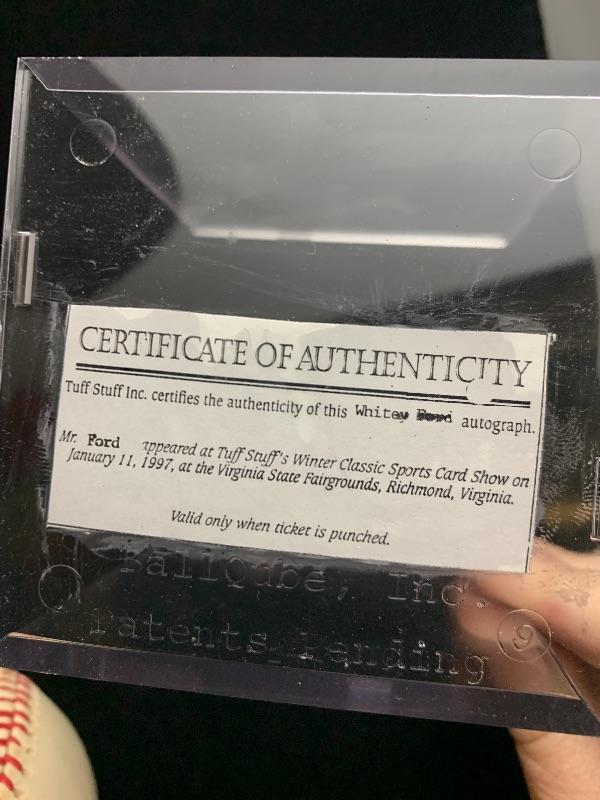 CERTIFICATE OF AUTHENTICITY
Tuff Stuff Inc. certifies the authenticity of this Whitey Ford autograph.
Mr. Ford appeared at Tuff Stuff's Winter Classic Sports Card Show on
January 11, 1997, at the Virginia State Fairgrounds, Richmond, Virginia.
Valid only when ticket is punched.
BallQube, Inc.
Patents Pending
9